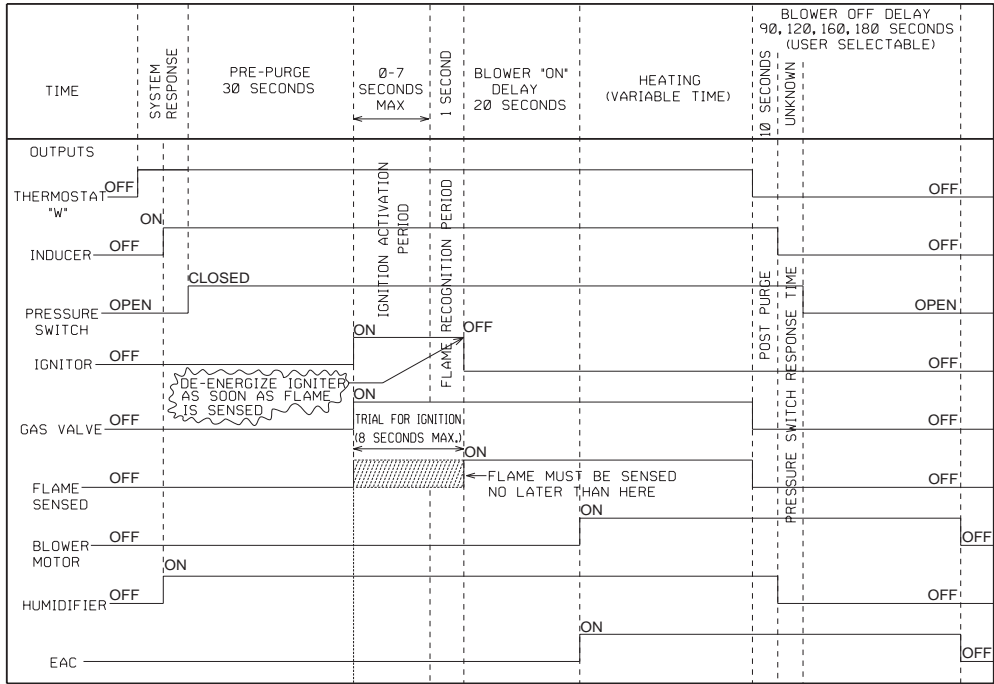 BLOWER OFF DELAY
90,120,160,180 SECONDS
(USER SELECTABLE)
TIME
SYSTEM
RESPONSE
PRE-PURGE
30 SECONDS
0-7
SECONDS
MAX
1 SECOND
BLOWER "ON"
DELAY
20 SECONDS
HEATING
(VARIABLE TIME)
10 SECONDS
UNKNOWN
OUTPUTS
THERMOSTAT
"W"
OFF
OFF
IGNITION ACTIVATION
PERIOD
FLAME RECOGNITION PERIOD
POST PURGE
PRESSURE SWITCH RESPONSE TIME
INDUCER
OFF
ON
OFF
PRESSURE
SWITCH
OPEN
CLOSED
OPEN
IGNITOR
OFF
ON
OFF
OFF
DE-ENERGIZE IGNITER
AS SOON AS FLAME
IS SENSED
GAS VALVE
OFF
ON
OFF
TRIAL FOR IGNITION
(8 SECONDS MAX.)
FLAME
SENSED
OFF
ON
OFF
FLAME MUST BE SENSED
NO LATER THAN HERE
BLOWER
MOTOR
OFF
ON
OFF
HUMIDIFIER
OFF
ON
OFF
EAC
ON
OFF